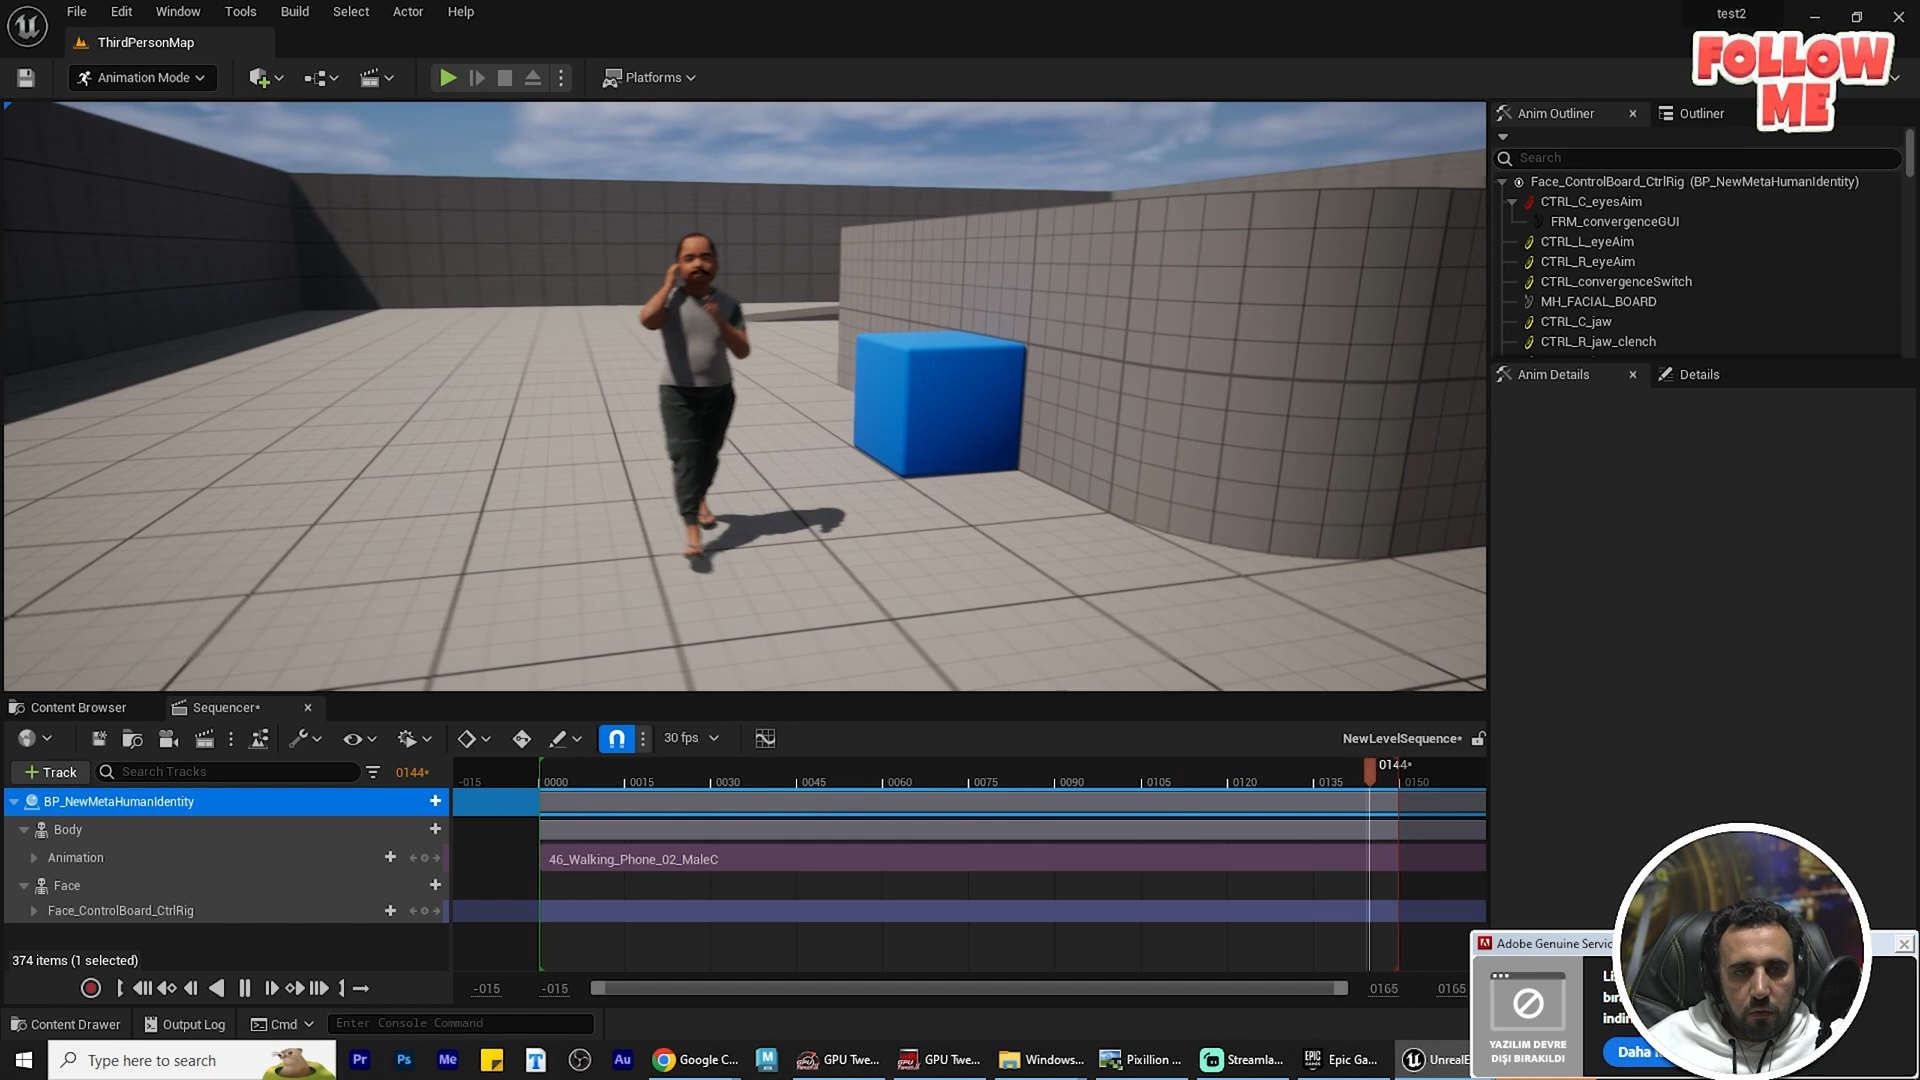 File Edit Window Tools Build Select Actor Help
test2
ThirdPersonMap
FOLLOW
ME
Animation Mode
Platforms
Anim Outliner
Outliner
Search
Face_ControlBoard_CtrlRig (BP_NewMetaHumanIdentity)
CTRL_C_eyesAim
FRM_convergenceGUI
CTRL_L_eyeAim
CTRL_R_eyeAim
CTRL_convergenceSwitch
MH_FACIAL_BOARD
CTRL_C_jaw
CTRL_R_jaw_clench
Anim Details
Details
Content Browser
Sequencer*
30 fps
NewLevelSequence*
Track
Search Tracks
0144*
0144*
-015 0000 0015 0030 0045 0060 0075 0090 0105 0120 0135 0150
BP_NewMetaHumanIdentity
Body
Animation
46_Walking_Phone_02_MaleC
Face
Face_ControlBoard_CtrlRig
374 items (1 selected)
-015 -015 0165 0165
Adobe Genuine Servic
YAZILIM DEVRE
DIŞI BIRAKILDI
Content Drawer
Output Log
Cmd
Enter Console Command
Type here to search
Pr
Ps
Me
T
Au
Google C...
GPU Twe...
GPU Twe...
Windows...
Pixillion ...
Streamla...
EPIC
Epic Ga...
UnrealE